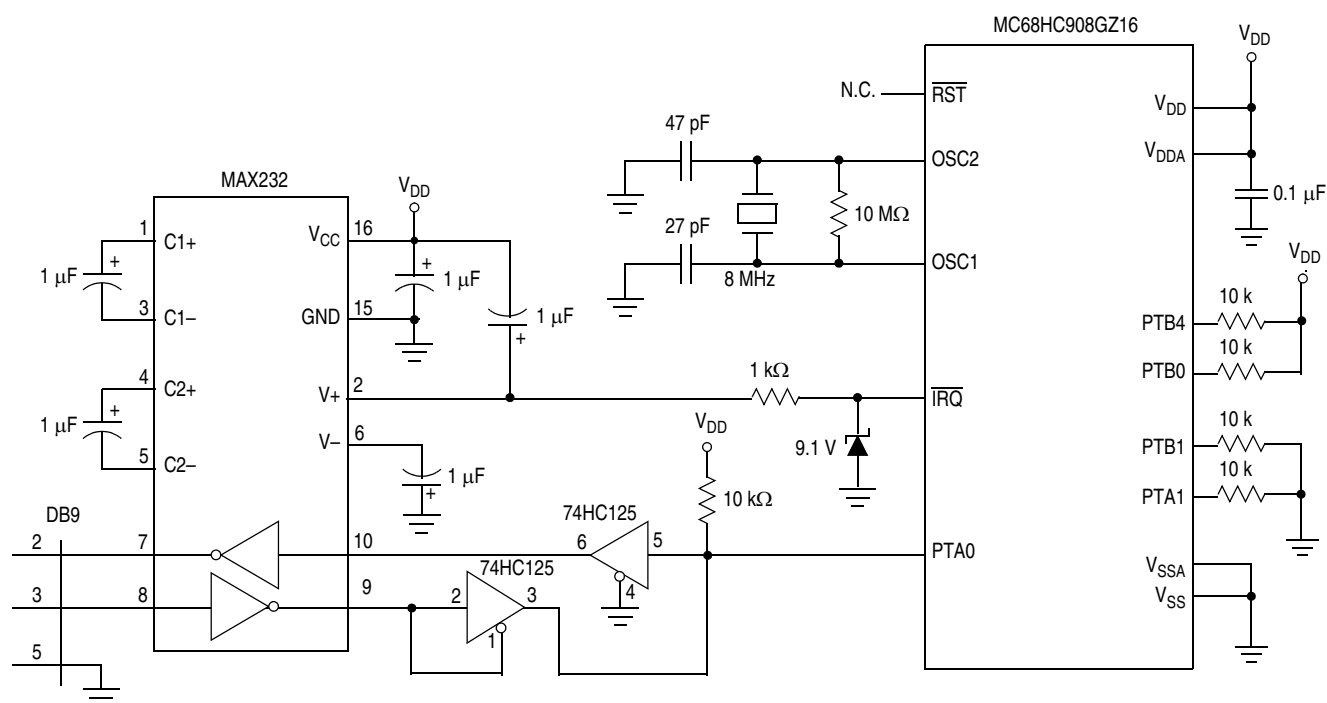 MC68HC908GZ16
V_DD
N.C.
RST
V_DD
47 pF
OSC2
V_DDA
MAX232
V_DD
10 MΩ
0.1 µF
27 pF
1
C1+
V_CC
16
V_DD
1 µF
+
+
1 µF
8 MHz
OSC1
10 k
3
C1–
GND
15
1 µF
+
PTB4
10 k
4
C2+
V+
2
1 kΩ
IRQ
PTB0
1 µF
+
V–
6
V_DD
9.1 V
10 k
PTB1
5
C2–
1 µF
+
10 kΩ
10 k
PTA1
DB9
74HC125
2
7
10
6
5
4
PTA0
74HC125
V_SSA
3
8
9
2
3
1
V_SS
5